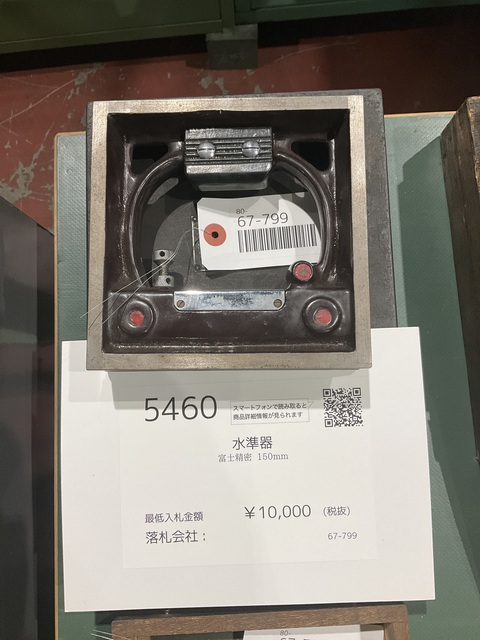 80-
67-799
5460
スマートフォンで読み取ると
商品詳細情報が見られます
水準器
富士精密 150mm
最低入札金額 ￥10,000 (税抜)
落札会社：
67-799
80-